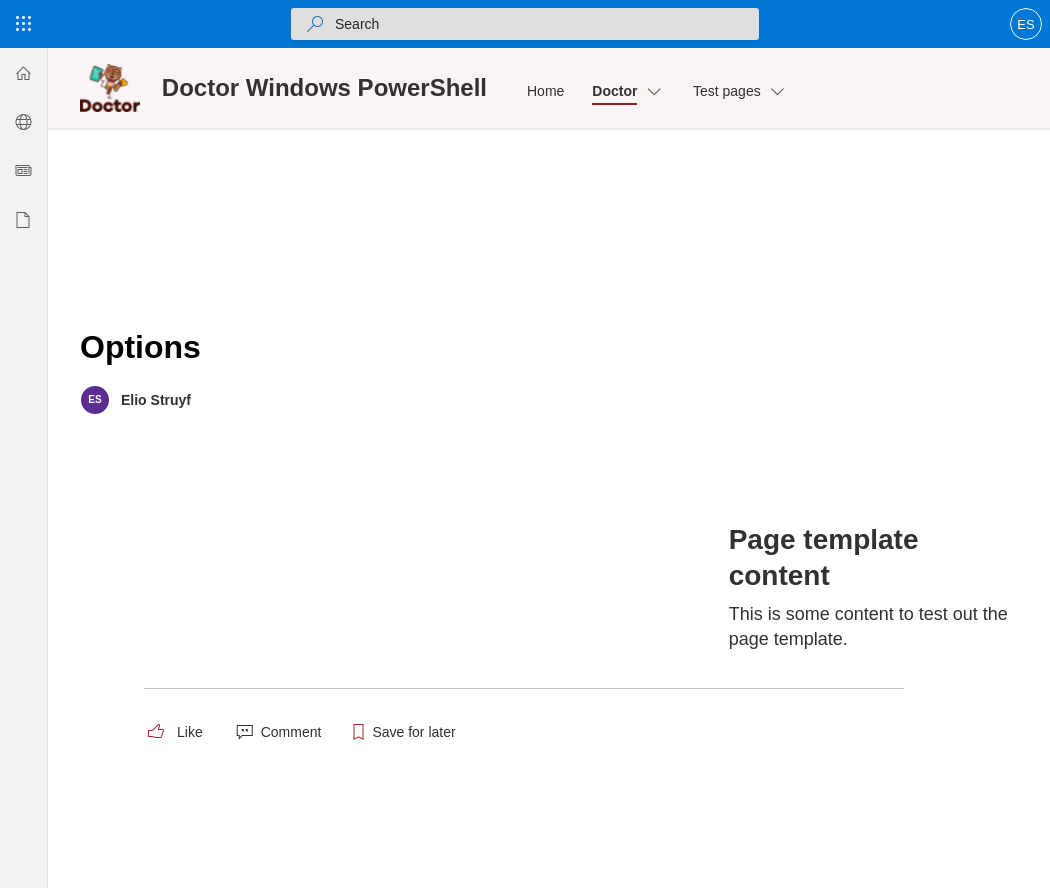 Search
ES
Doctor
Doctor Windows PowerShell
Home
Doctor
Test pages
Options
ES
Elio Struyf
Page template
content
This is some content to test out the
page template.
Like
Comment
Save for later